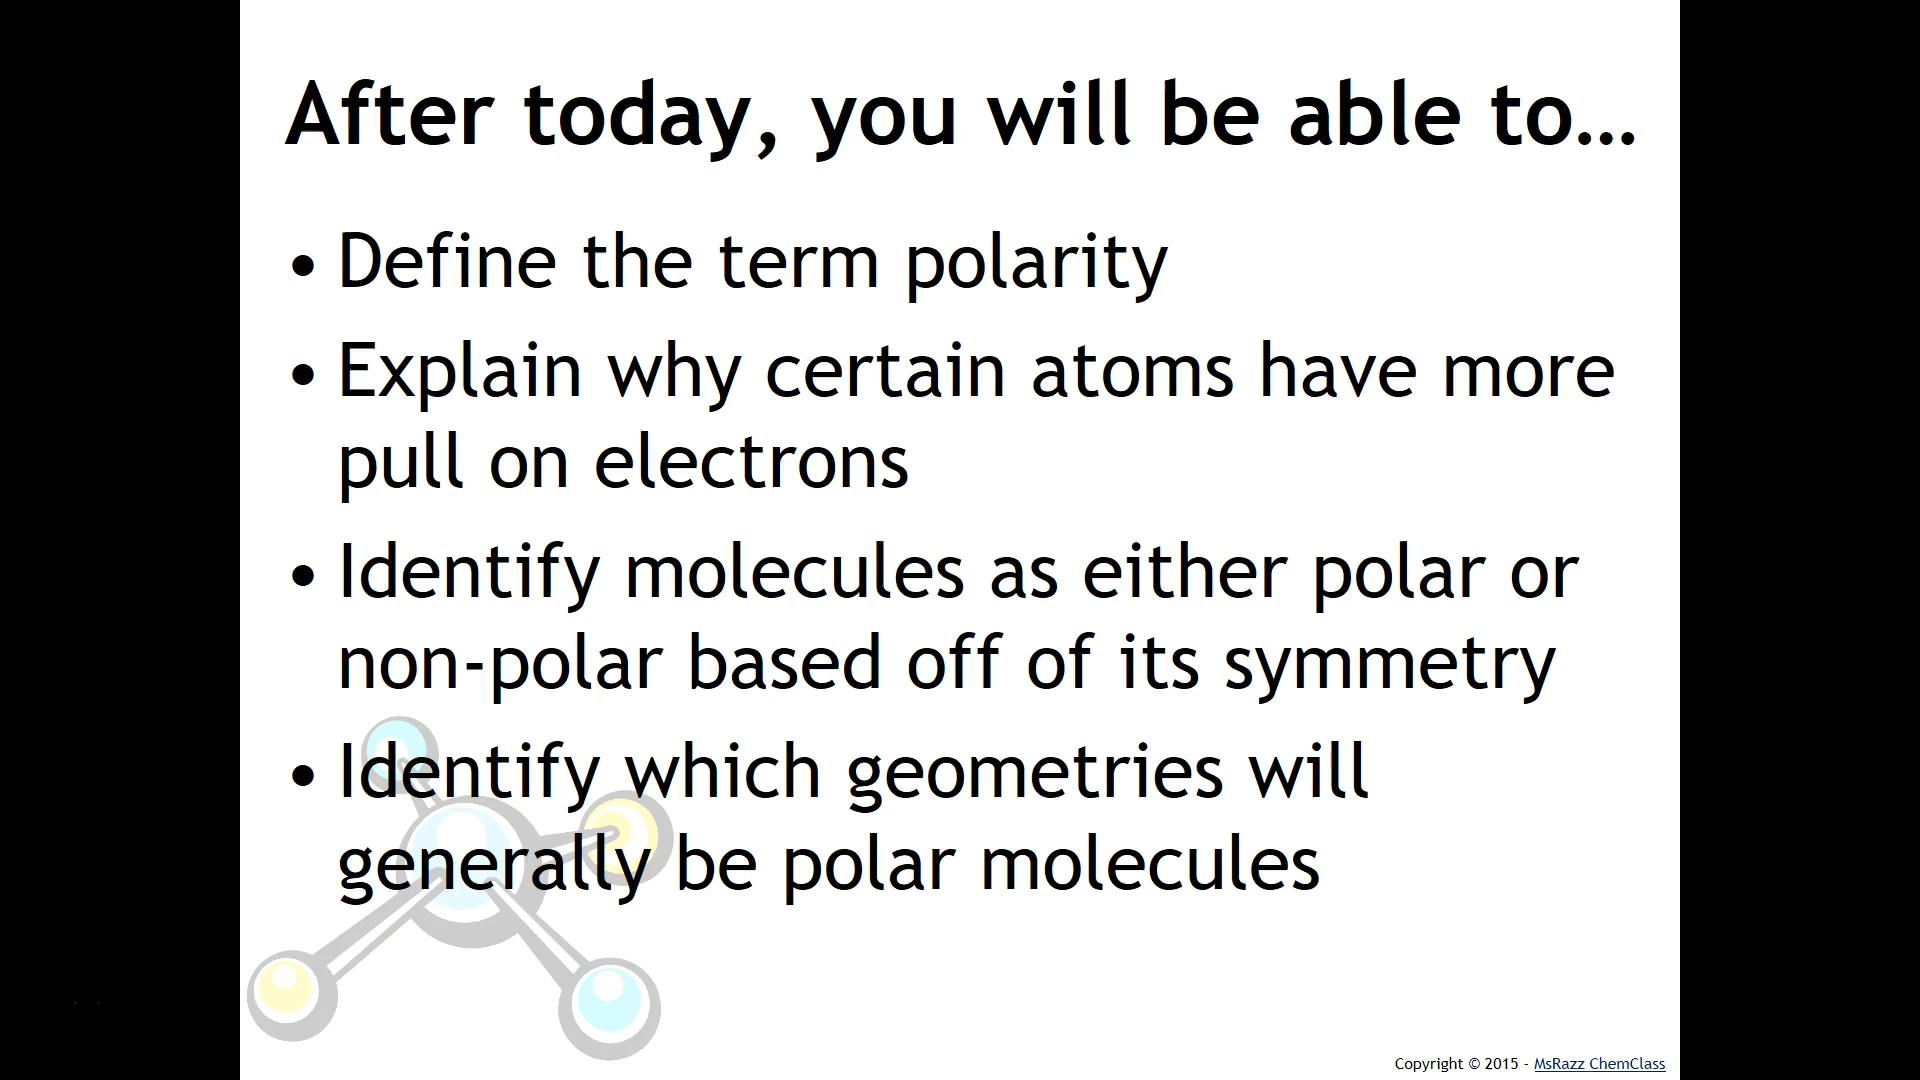 After today, you will be able to…
• Define the term polarity
• Explain why certain atoms have more
pull on electrons
• Identify molecules as either polar or
non-polar based off of its symmetry
• Identify which geometries will
generally be polar molecules
Copyright © 2015 - MsRazz ChemClass